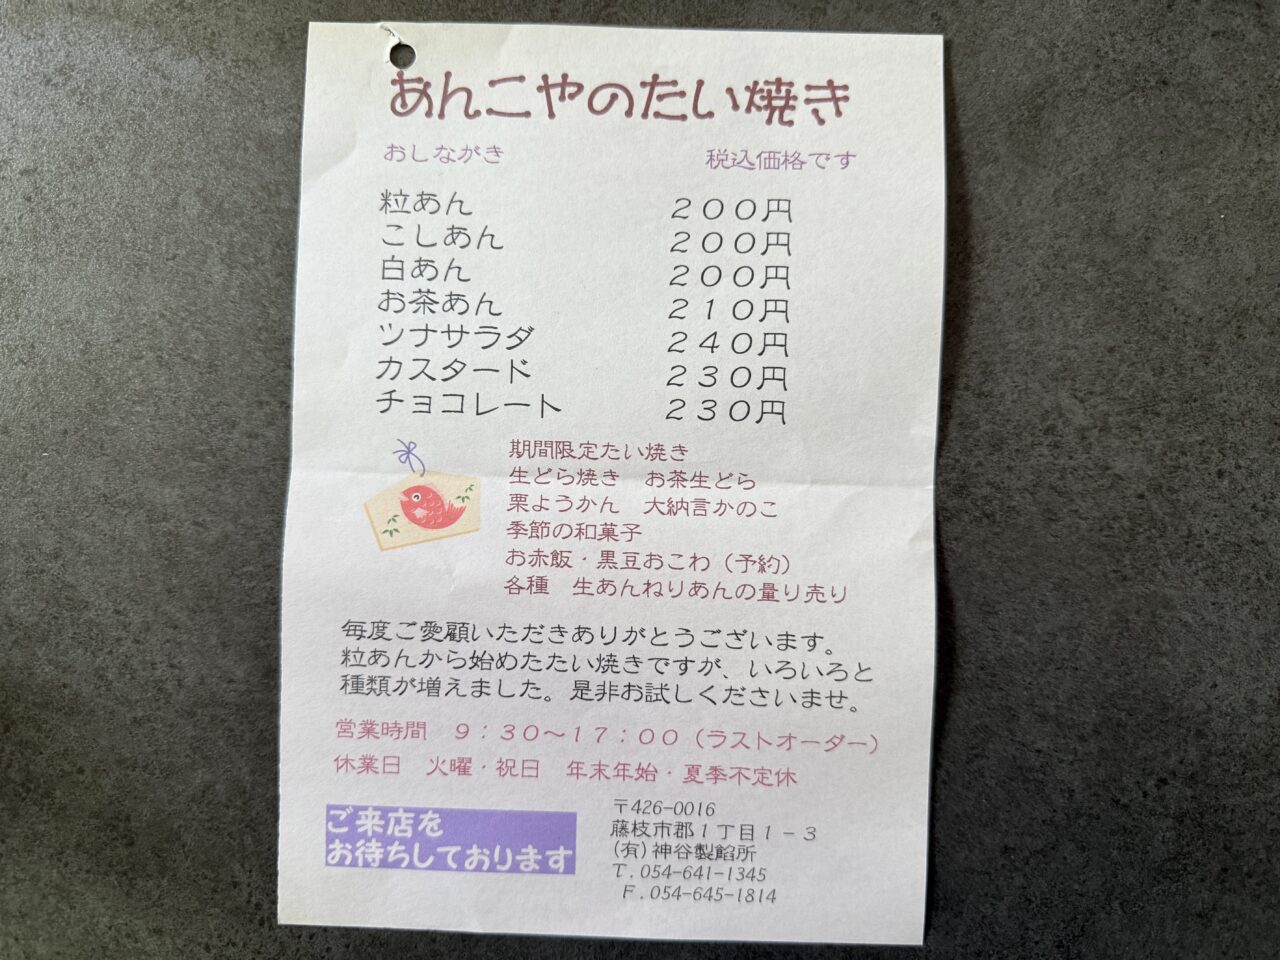 あんこやのたい焼き
おしながき　税込価格です
粒あん　２００円
こしあん　２００円
白あん　２００円
お茶あん　２１０円
ツナサラダ　２４０円
カスタード　２３０円
チョコレート　２３０円
期間限定たい焼き
生どら焼き　お茶生どら
栗ようかん　大納言かのこ
季節の和菓子
お赤飯・黒豆おこわ（予約）
各種　生あんねりあんの量り売り
毎度ご愛顧いただきありがとうございます。
粒あんから始めたたい焼きですが、いろいろと
種類が増えました。是非お試しくださいませ。
営業時間　９：３０～１７：００（ラストオーダー）
休業日　火曜・祝日　年末年始・夏季不定休
ご来店を
お待ちしております
〒426-0016
藤枝市郡１丁目１－３
(有)神谷製餡所
T.054-641-1345
F.054-645-1814